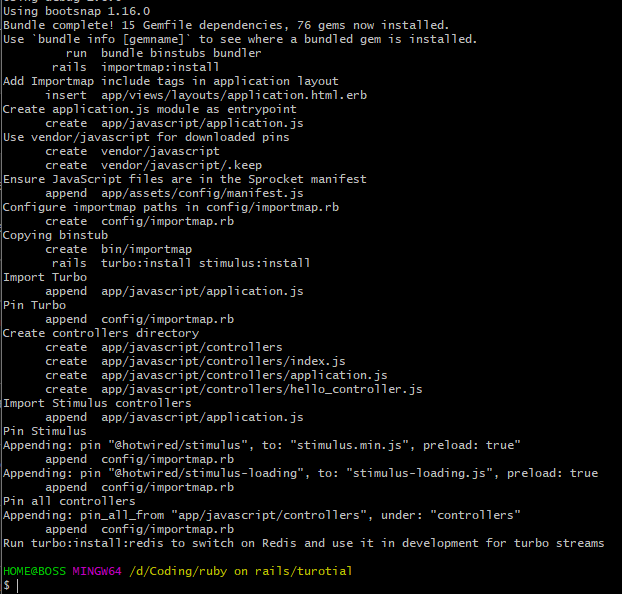 Using bootsnap 1.16.0
Bundle complete! 15 Gemfile dependencies, 76 gems now installed.
Use `bundle info [gemname]` to see where a bundled gem is installed.
         run  bundle binstubs bundler
       rails  importmap:install
Add Importmap include tags in application layout
      insert  app/views/layouts/application.html.erb
Create application.js module as entrypoint
      create  app/javascript/application.js
Use vendor/javascript for downloaded pins
      create  vendor/javascript
      create  vendor/javascript/.keep
Ensure JavaScript files are in the Sprocket manifest
      append  app/assets/config/manifest.js
Configure importmap paths in config/importmap.rb
      create  config/importmap.rb
Copying binstub
      create  bin/importmap
       rails  turbo:install stimulus:install
Import Turbo
      append  app/javascript/application.js
Pin Turbo
      append  config/importmap.rb
Create controllers directory
      create  app/javascript/controllers
      create  app/javascript/controllers/index.js
      create  app/javascript/controllers/application.js
      create  app/javascript/controllers/hello_controller.js
Import Stimulus controllers
      append  app/javascript/application.js
Pin Stimulus
Appending: pin "@hotwired/stimulus", to: "stimulus.min.js", preload: true"
      append  config/importmap.rb
Appending: pin "@hotwired/stimulus-loading", to: "stimulus-loading.js", preload: true
      append  config/importmap.rb
Pin all controllers
Appending: pin_all_from "app/javascript/controllers", under: "controllers"
      append  config/importmap.rb
Run turbo:install:redis to switch on Redis and use it in development for turbo streams
HOME@BOSS MINGW64 /d/Coding/ruby on rails/turotial
$